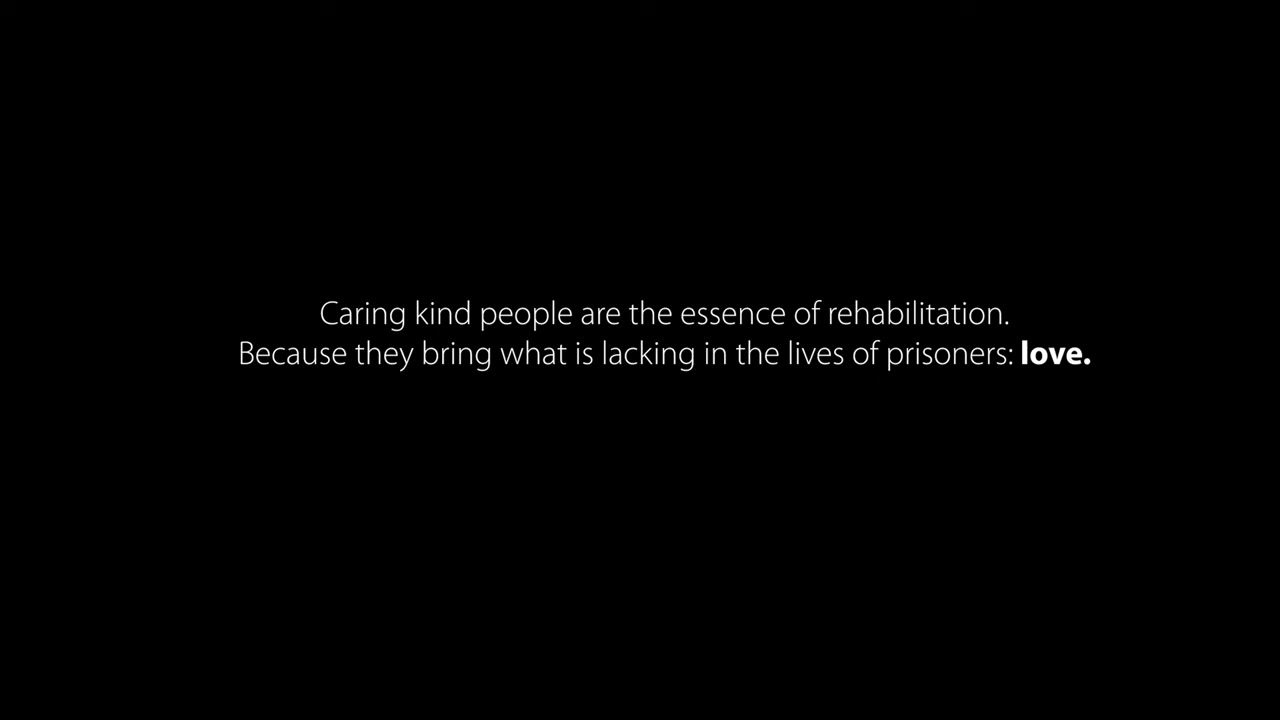 Caring kind people are the essence of rehabilitation.
Because they bring what is lacking in the lives of prisoners: love.